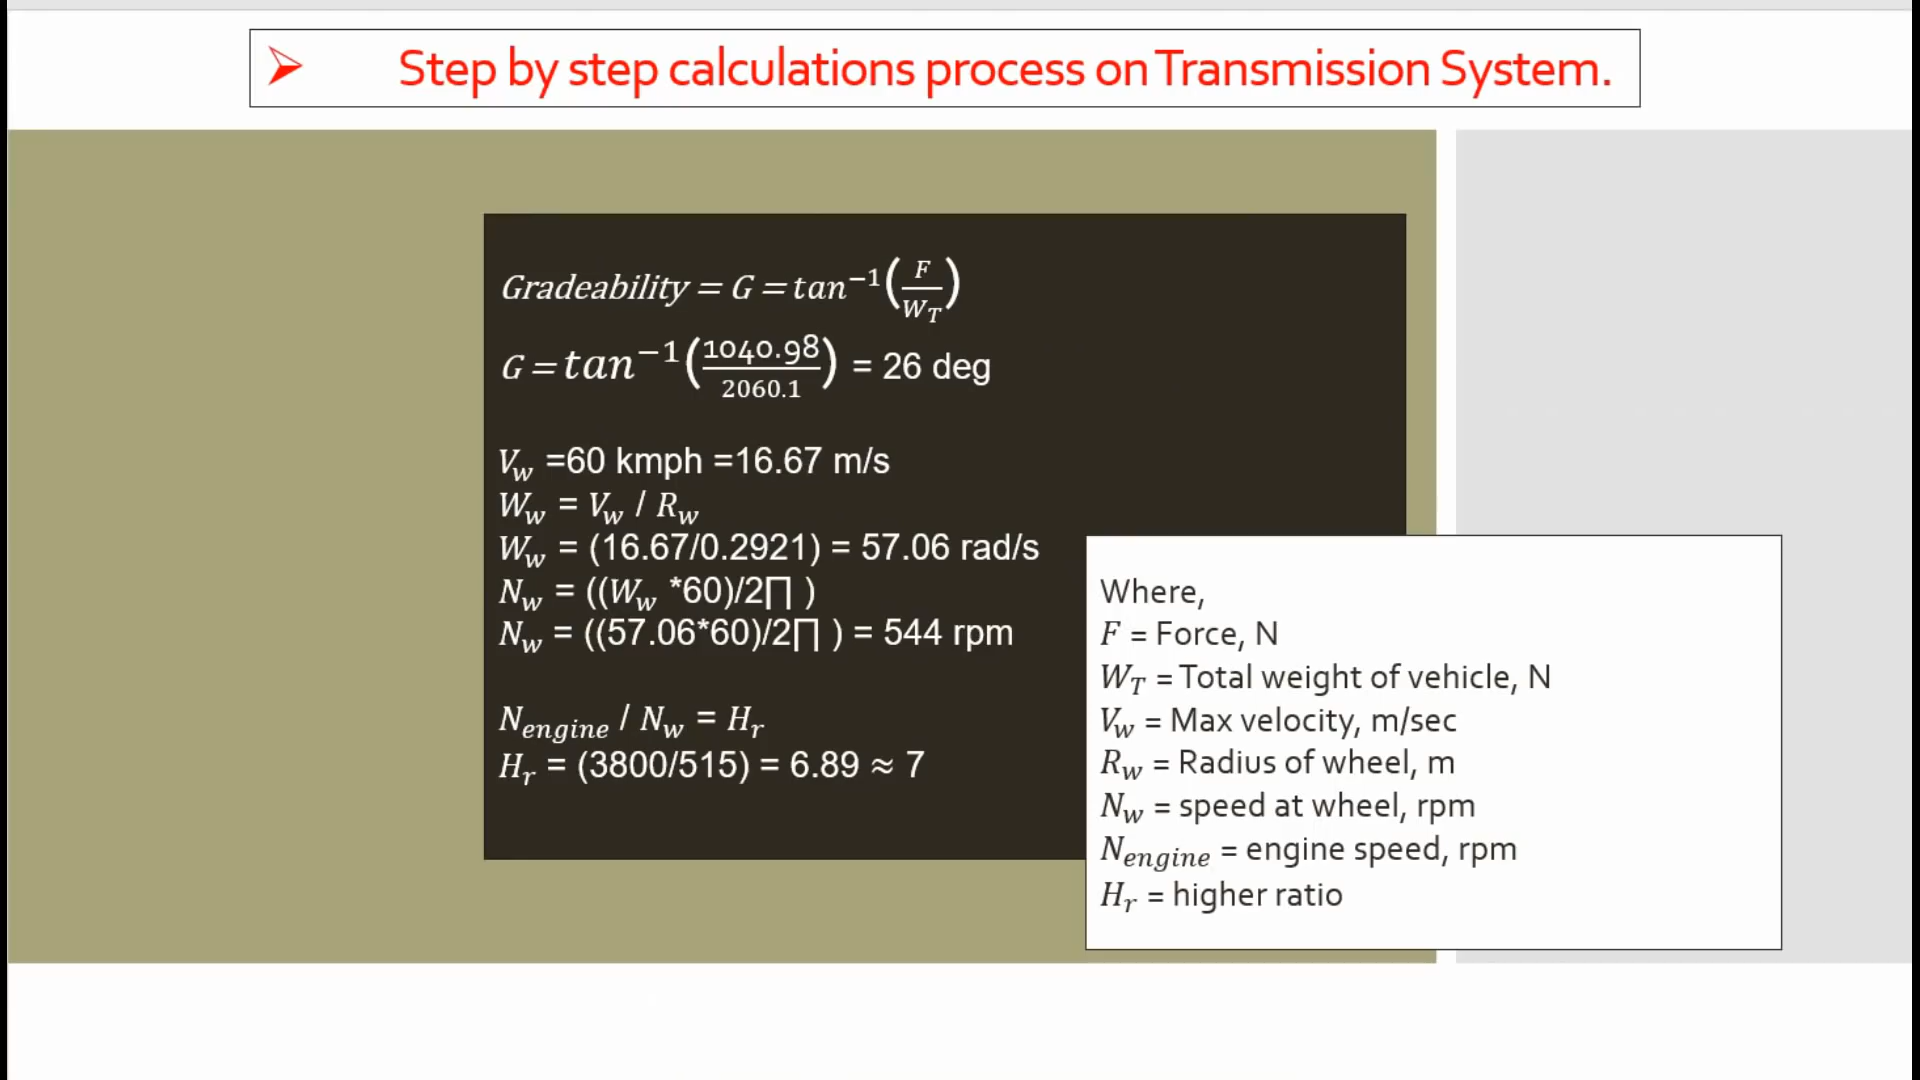 ➢ Step by step calculations process on Transmission System.
Gradeability = G = tan⁻¹(F/W_T)
G = tan⁻¹(1040.98/2060.1) = 26 deg
V_w =60 kmph =16.67 m/s
W_w = V_w / R_w
W_w = (16.67/0.2921) = 57.06 rad/s
N_w = ((W_w *60)/2∏ )
N_w = ((57.06*60)/2∏ ) = 544 rpm
N_engine / N_w = H_r
H_r = (3800/515) = 6.89 ≈ 7
Where,
F = Force, N
W_T = Total weight of vehicle, N
V_w = Max velocity, m/sec
R_w = Radius of wheel, m
N_w = speed at wheel, rpm
N_engine = engine speed, rpm
H_r = higher ratio